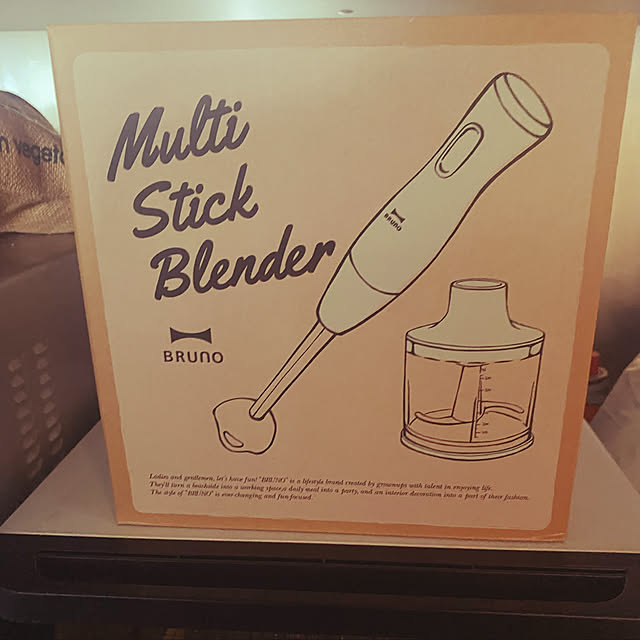 Multi
Stick
Blender
BRUNO
BRUNO
Ladies and gentlemen, let's have fun! "BRUNO" is a lifestyle brand created by grownups with talent in enjoying life.
They'll turn a beachside into a working space, a daily meal into a party, and an interior decoration into a part of their fashion.
The style of "BRUNO" is ever-changing and fun-focused.